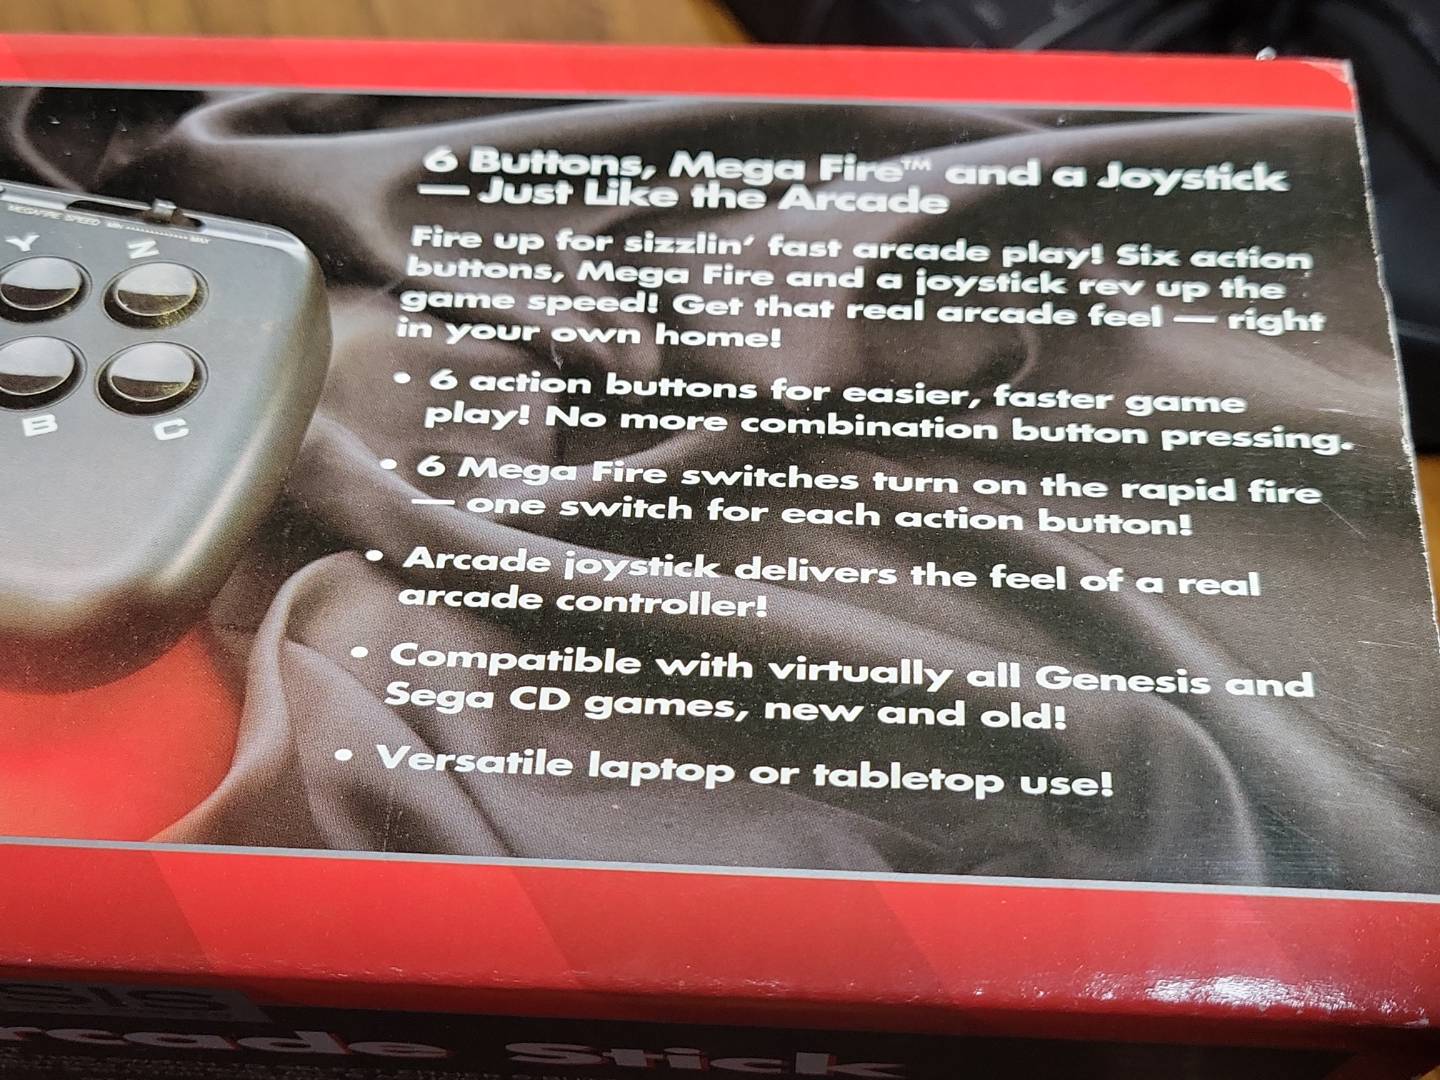 6 Buttons, Mega Fire™ and a Joystick
— Just Like the Arcade
Fire up for sizzlin' fast arcade play! Six action
buttons, Mega Fire and a joystick rev up the
game speed! Get that real arcade feel — right
in your own home!
• 6 action buttons for easier, faster game
play! No more combination button pressing.
• 6 Mega Fire switches turn on the rapid fire
— one switch for each action button!
• Arcade joystick delivers the feel of a real
arcade controller!
• Compatible with virtually all Genesis and
Sega CD games, new and old!
• Versatile laptop or tabletop use!
MEGAFIRE SPEED MIN MAX
Y Z
B C
Stick